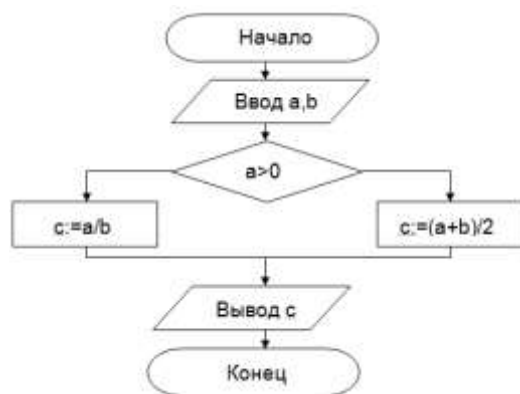 Начало
Ввод a,b
a>0
c:=a/b
c:=(a+b)/2
Вывод c
Конец